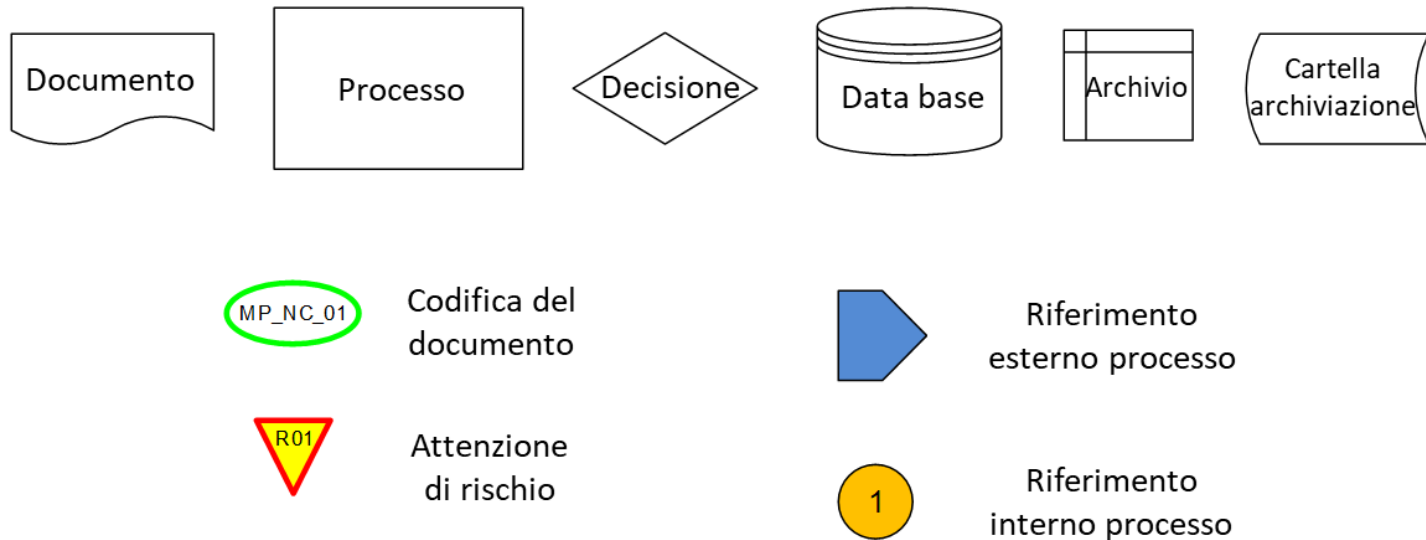 Documento
Processo
Decisione
Data base
Archivio
Cartella
archiviazione
MP_NC_01
Codifica del
documento
Riferimento
esterno processo
R01
Attenzione
di rischio
1
Riferimento
interno processo